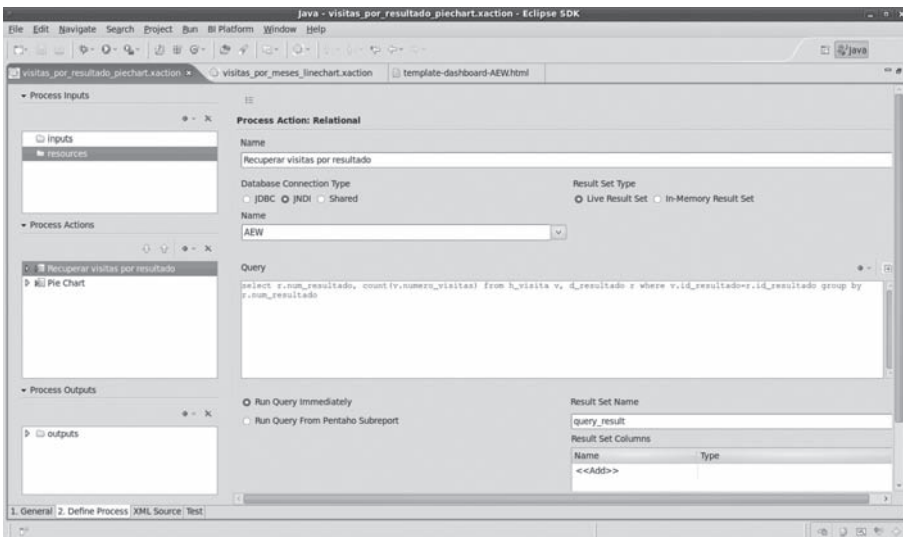 Java - visitas_por_resultado_piechart.xaction - Eclipse SDK
File Edit Navigate Search Project Run BI Platform Window Help
Java
visitas_por_resultado_piechart.xaction
visitas_por_meses_linechart.xaction
template-dashboard-AEW.html
Process Inputs
inputs
resources
Process Actions
Recuperar visitas por resultado
Pie Chart
Process Outputs
outputs
Process Action: Relational
Name
Recuperar visitas por resultado
Database Connection Type
JDBC JNDI Shared
Result Set Type
Live Result Set In-Memory Result Set
Name
AEW
Query
select r.num_resultado, count(v.numero_visitas) from h_visita v, d_resultado r where v.id_resultado=r.id_resultado group by
r.num_resultado
Run Query Immediately
Run Query From Pentaho Subreport
Result Set Name
query_result
Result Set Columns
Name Type
<<Add>>
1. General 2. Define Process XML Source Test